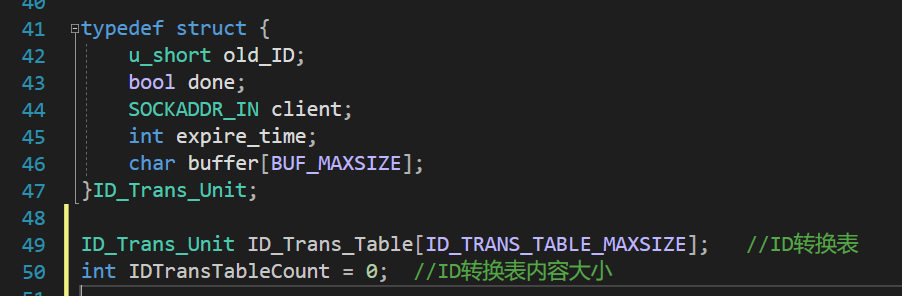 40
41 typedef struct {
42 u_short old_ID;
43 bool done;
44 SOCKADDR_IN client;
45 int expire_time;
46 char buffer[BUF_MAXSIZE];
47 }ID_Trans_Unit;
48
49 ID_Trans_Unit ID_Trans_Table[ID_TRANS_TABLE_MAXSIZE]; //ID转换表
50 int IDTransTableCount = 0; //ID转换表内容大小
51